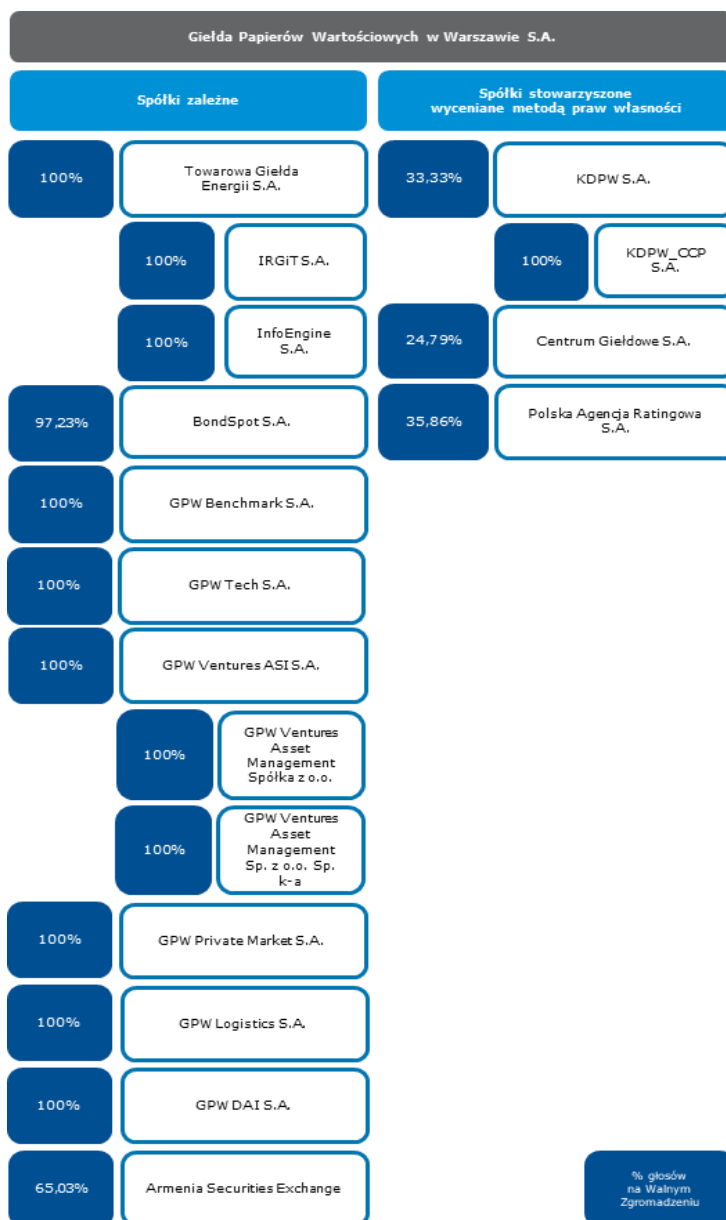 Giełda Papierów Wartościowych w Warszawie S.A.
Spółki zależne
Spółki stowarzyszone
wyceniane metodą praw własności
100%
Towarowa Giełda
Energii S.A.
33,33%
KDPW S.A.
100%
IRGiT S.A.
100%
KDPW_CCP
S.A.
100%
InfoEngine
S.A.
24,79%
Centrum Giełdowe S.A.
97,23%
BondSpot S.A.
35,86%
Polska Agencja Ratingowa
S.A.
100%
GPW Benchmark S.A.
100%
GPW Tech S.A.
100%
GPW Ventures ASI S.A.
100%
GPW Ventures
Asset
Management
Spółka z o.o.
100%
GPW Ventures
Asset
Management
Sp. z o.o. Sp.
k-a
100%
GPW Private Market S.A.
100%
GPW Logistics S.A.
100%
GPW DAI S.A.
65,03%
Armenia Securities Exchange
% głosów
na Walnym
Zgromadzeniu